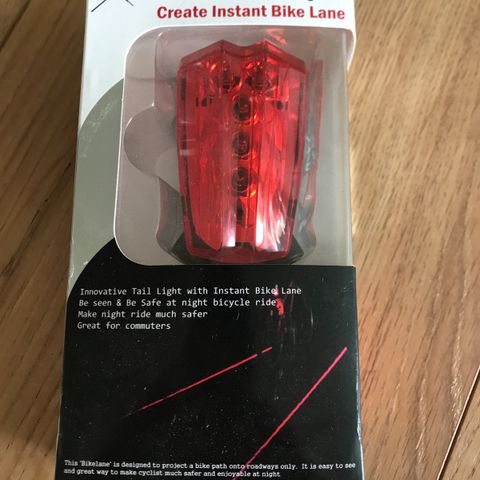 Create Instant Bike Lane
Innovative Tail Light with Instant Bike Lane
Be seen & Be Safe at night bicycle ride
Make night ride much safer
Great for commuters
This 'Bikelane' is designed to project a bike path onto roadways only. It is easy to see
and great way to make cyclist much safer and enjoyable at night